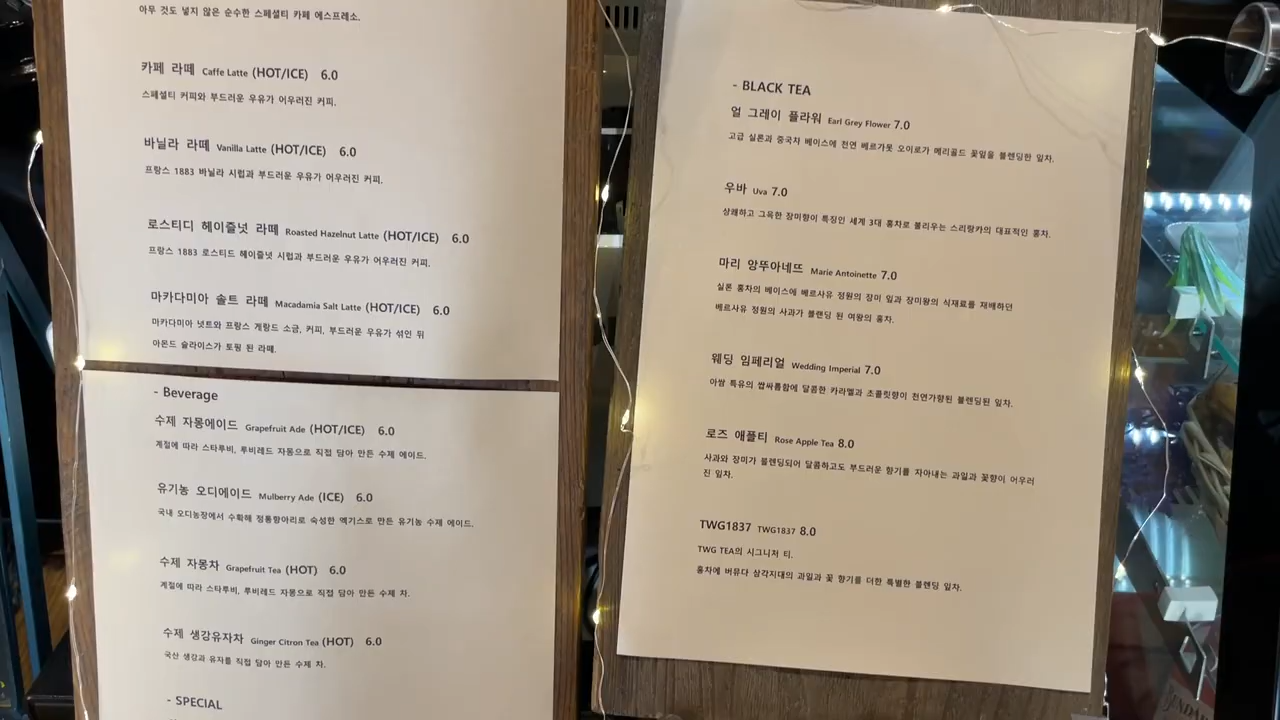 아무 것도 넣지 않은 순수한 스페셜티 카페 에스프레소.
카페 라떼 Caffe Latte (HOT/ICE) 6.0
스페셜티 커피와 부드러운 우유가 어우러진 커피.
바닐라 라떼 Vanilla Latte (HOT/ICE) 6.0
프랑스 1883 바닐라 시럽과 부드러운 우유가 어우러진 커피.
로스티디 헤이즐넛 라떼 Roasted Hazelnut Latte (HOT/ICE) 6.0
프랑스 1883 로스티드 헤이즐넛 시럽과 부드러운 우유가 어우러진 커피.
마카다미아 솔트 라떼 Macadamia Salt Latte (HOT/ICE) 6.0
마카다미아 넛트와 프랑스 게랑드 소금, 커피, 부드러운 우유가 섞인 뒤
아몬드 슬라이스가 토핑 된 라떼.
- Beverage
수제 자몽에이드 Grapefruit Ade (HOT/ICE) 6.0
계절에 따라 스타루비, 루비레드 자몽으로 직접 담아 만든 수제 에이드.
유기농 오디에이드 Mulberry Ade (ICE) 6.0
국내 오디농장에서 수확해 정통항아리로 숙성한 엑기스로 만든 유기농 수제 에이드.
수제 자몽차 Grapefruit Tea (HOT) 6.0
계절에 따라 스타루비, 루비레드 자몽으로 직접 담아 만든 수제 차.
수제 생강유자차 Ginger Citron Tea (HOT) 6.0
국산 생강과 유자를 직접 담아 만든 수제 차.
- SPECIAL
- BLACK TEA
얼 그레이 플라워 Earl Grey Flower 7.0
고급 실론과 중국차 베이스에 천연 베르가못 오이로가 메리골드 꽃잎을 블렌딩한 잎차.
우바 Uva 7.0
상쾌하고 그윽한 장미향이 특징인 세계 3대 홍차로 불리우는 스리랑카의 대표적인 홍차.
마리 앙뚜아네뜨 Marie Antoinette 7.0
실론 홍차의 베이스에 베르사유 정원의 장미 잎과 장미왕의 식재료를 재배하던
베르사유 정원의 사과가 블랜딩 된 여왕의 홍차.
웨딩 임페리얼 Wedding Imperial 7.0
아쌈 특유의 쌉싸름함에 달콤한 카라멜과 초콜릿향이 천연가향된 블렌딩된 잎차.
로즈 애플티 Rose Apple Tea 8.0
사과와 장미가 블렌딩되어 달콤하고도 부드러운 향기를 자아내는 과일과 꽃향이 어우러
진 잎차.
TWG1837 TWG1837 8.0
TWG TEA의 시그니처 티.
홍차에 버뮤다 삼각지대의 과일과 꽃 향기를 더한 특별한 블렌딩 잎차.